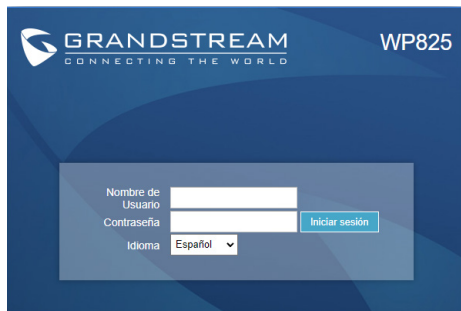 GRANDSTREAM
CONNECTING THE WORLD
WP825
Nombre de
Usuario
Contraseña
Iniciar sesión
Idioma
Español